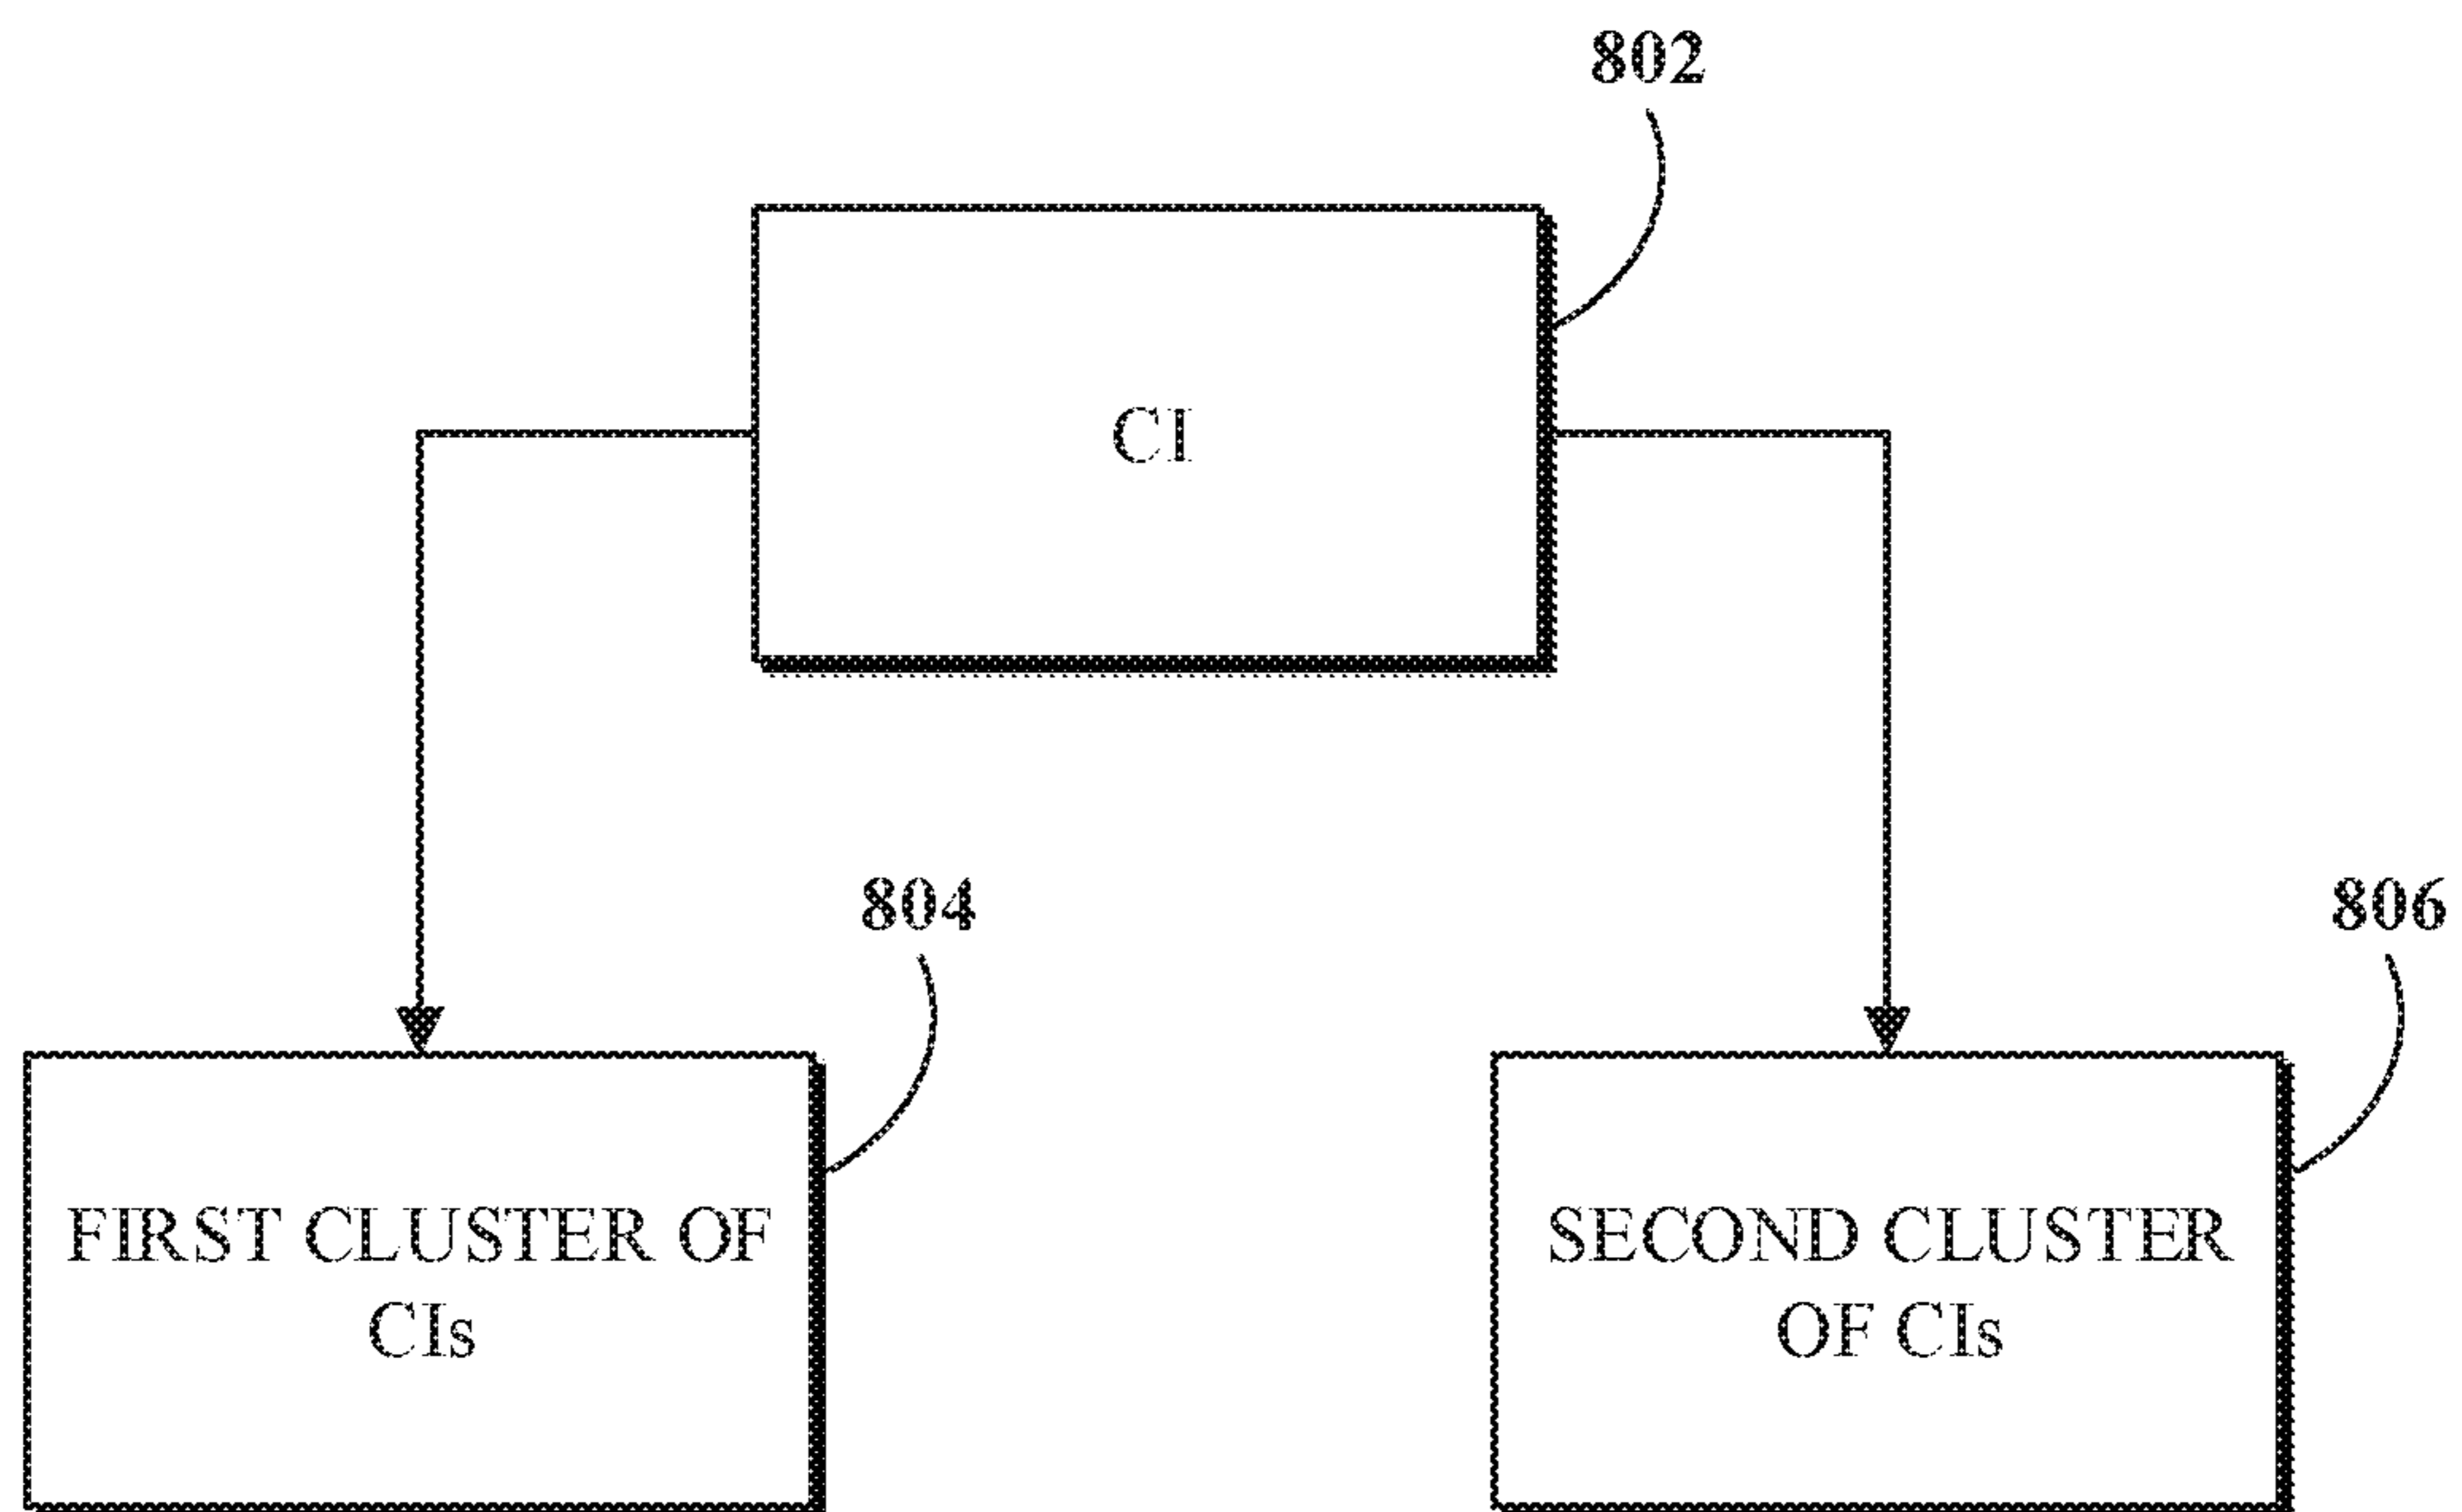 802
CI
804
806
FIRST CLUSTER OF
CIs
SECOND CLUSTER
OF CIs